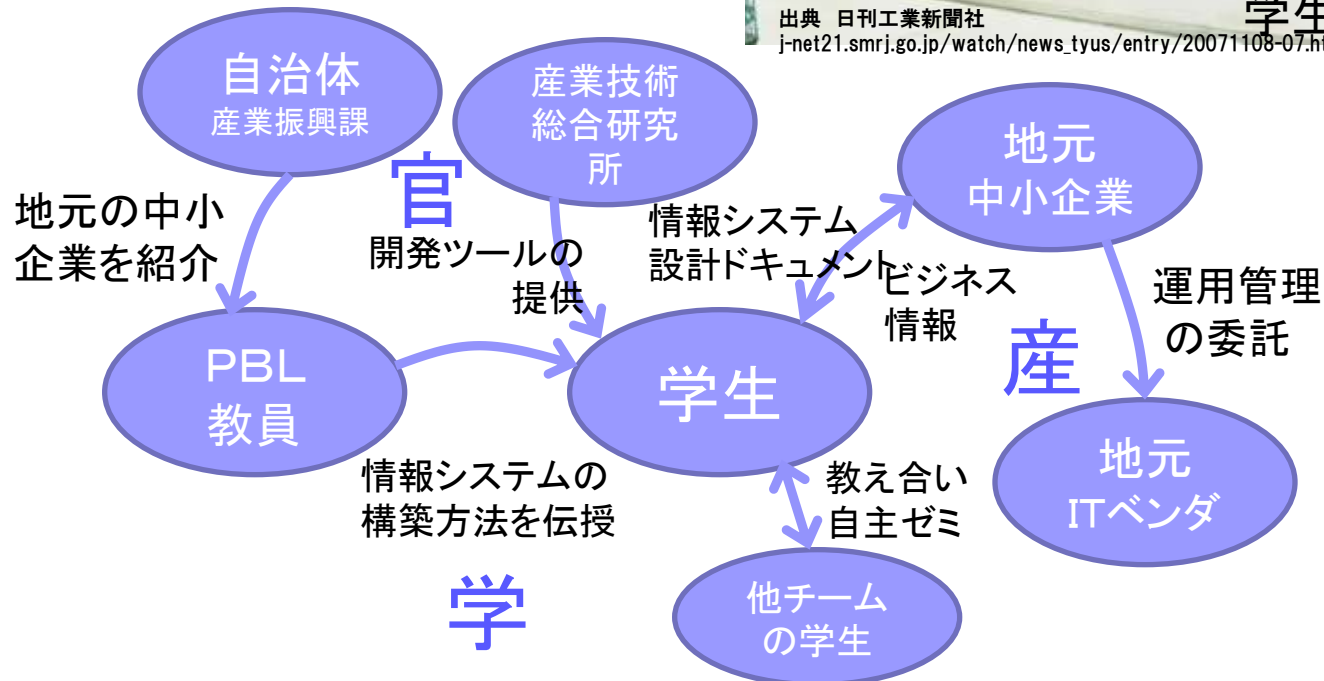 学生
出典 日刊工業新聞社
j-net21.smrj.go.jp/watch/news_tyus/entry/20071108-07.ht
自治体
産業振興課
産業技術
総合研究
所
地元
中小企業
官
地元の中小
企業を紹介
開発ツールの
提供
情報システム
設計ドキュメント
ビジネス
情報
運用管理
の委託
産
PBL
教員
学生
情報システムの
構築方法を伝授
教え合い
自主ゼミ
地元
ITベンダ
学
他チーム
の学生